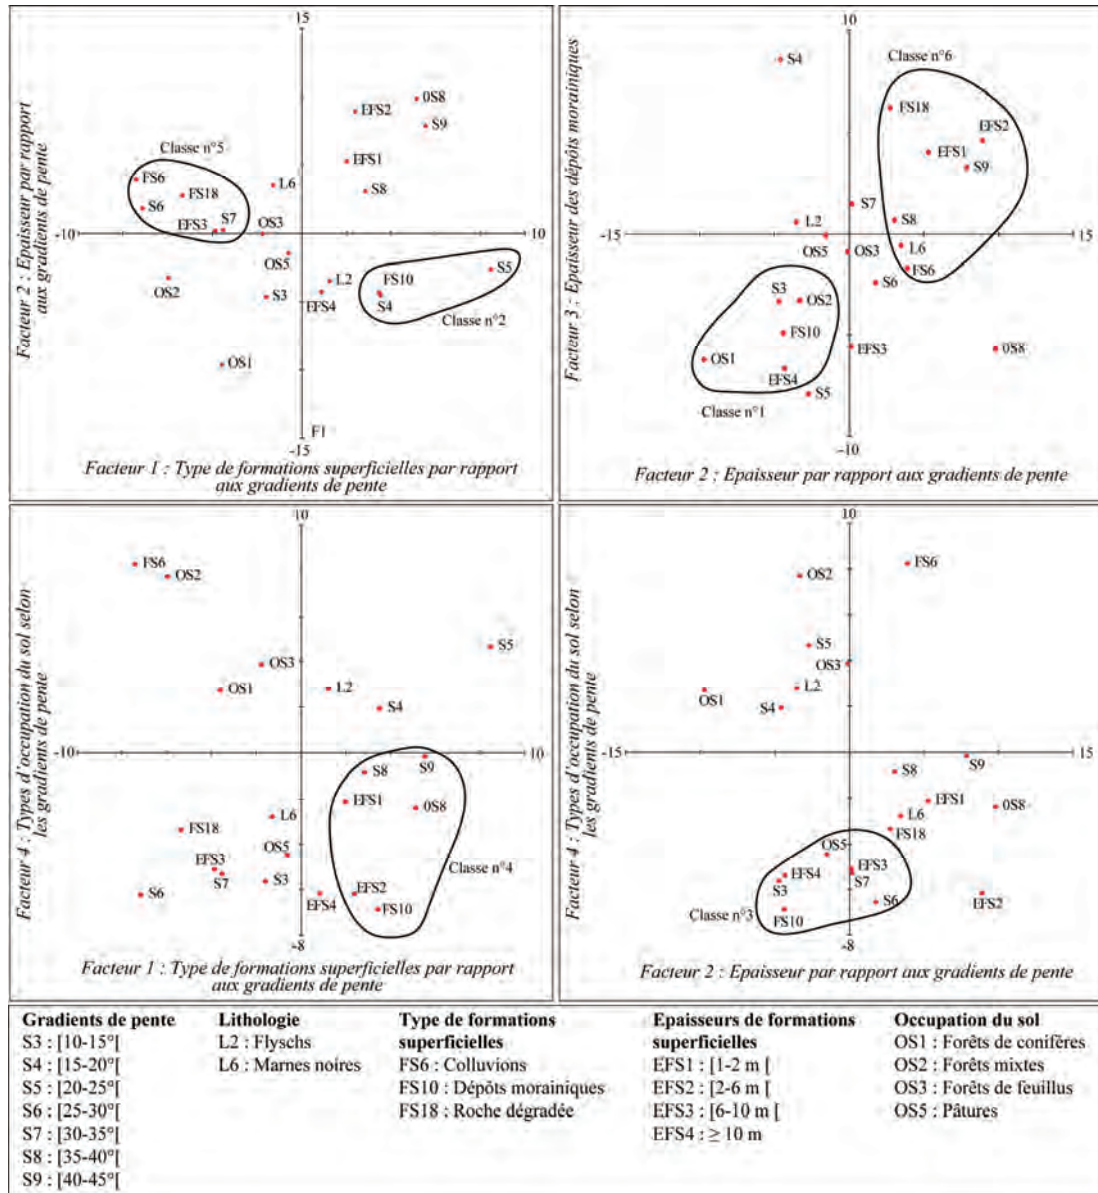 15
Facteur 2 : Epaisseur par rapport
aux gradients de pente
0S8
EFS2
S9
Classe n°5
EFS1
FS6
L6
FS18
S8
S6
S7
EFS3
OS3
-10
10
OS5
S5
OS2
L2
FS10
S3
EFS4
S4
Classe n°2
OS1
F1
-15
Facteur 1 : Type de formations superficielles par rapport
aux gradients de pente
10
Facteur 3 : Epaisseur des dépôts morainiques
S4
Classe n°6
FS18
EFS2
EFS1
S9
S7
L2
S8
-15
15
OS5
OS3
L6
FS6
S6
S3
OS2
FS10
EFS3
0S8
OS1
EFS4
S5
Classe n°1
-10
Facteur 2 : Epaisseur par rapport aux gradients de pente
10
Facteur 4 : Types d'occupation du sol selon
les gradients de pente
FS6
OS2
S5
OS3
OS1
L2
S4
-10
10
S9
S8
EFS1
0S8
L6
FS18
OS5
EFS3
S7
S3
Classe n°4
S6
EFS4
EFS2
FS10
-8
Facteur 1 : Type de formations superficielles par rapport
aux gradients de pente
10
Facteur 4 : Types d'occupation du sol selon
les gradients de pente
FS6
OS2
S5
OS3
L2
OS1
S4
-15
15
S9
S8
EFS1
0S8
L6
FS18
OS5
EFS3
EFS4
S7
S3
S6
EFS2
Classe n°3
FS10
-8
Facteur 2 : Epaisseur par rapport aux gradients de pente
Gradients de pente
S3 : [10-15°[
S4 : [15-20°[
S5 : [20-25°[
S6 : [25-30°[
S7 : [30-35°[
S8 : [35-40°[
S9 : [40-45°[
Lithologie
L2 : Flyschs
L6 : Marnes noires
Type de formations
superficielles
FS6 : Colluvions
FS10 : Dépôts morainiques
FS18 : Roche dégradée
Epaisseurs de formations
superficielles
EFS1 : [1-2 m [
EFS2 : [2-6 m [
EFS3 : [6-10 m [
EFS4 : ≥ 10 m
Occupation du sol
OS1 : Forêts de conifères
OS2 : Forêts mixtes
OS3 : Forêts de feuillus
OS5 : Pâtures